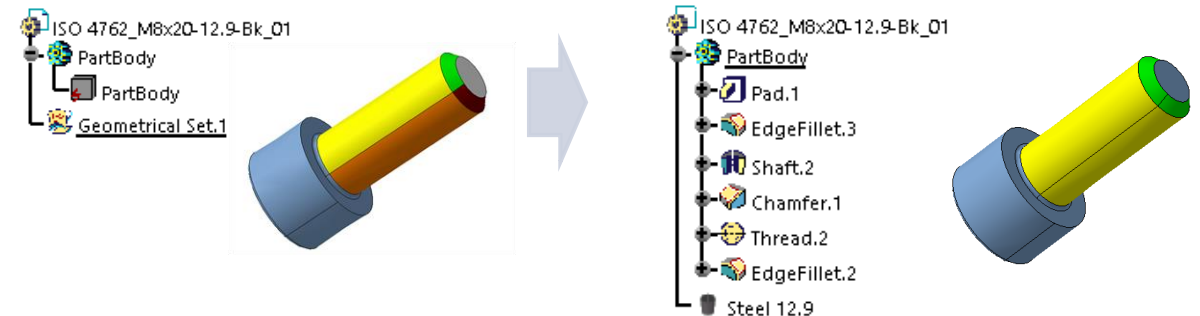 ISO 4762_M8x20-12.9-Bk_01
PartBody
PartBody
Geometrical Set.1
ISO 4762_M8x20-12.9-Bk_01
PartBody
Pad.1
EdgeFillet.3
Shaft.2
Chamfer.1
Thread.2
EdgeFillet.2
Steel 12.9